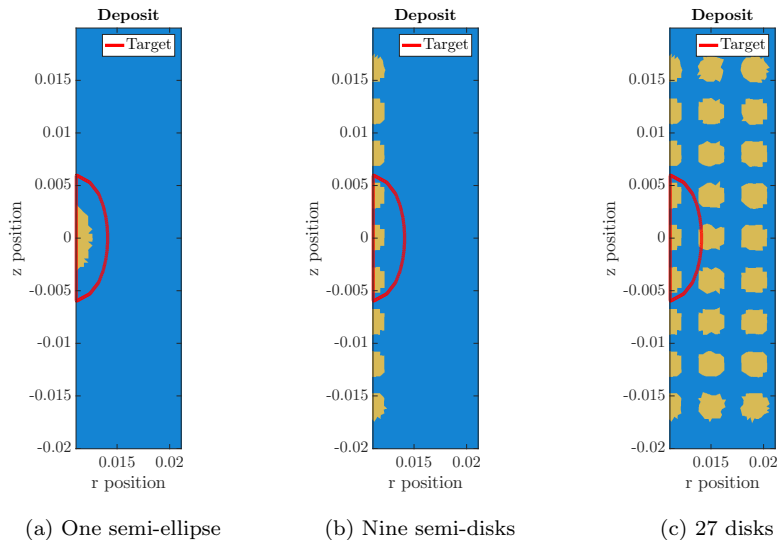 Deposit
Target
0.015
0.01
0.005
0
-0.005
-0.01
-0.015
-0.02
z position
0.015
0.02
r position
(a) One semi-ellipse
Deposit
Target
0.015
0.01
0.005
0
-0.005
-0.01
-0.015
-0.02
z position
0.015
0.02
r position
(b) Nine semi-disks
Deposit
Target
0.015
0.01
0.005
0
-0.005
-0.01
-0.015
-0.02
z position
0.015
0.02
r position
(c) 27 disks